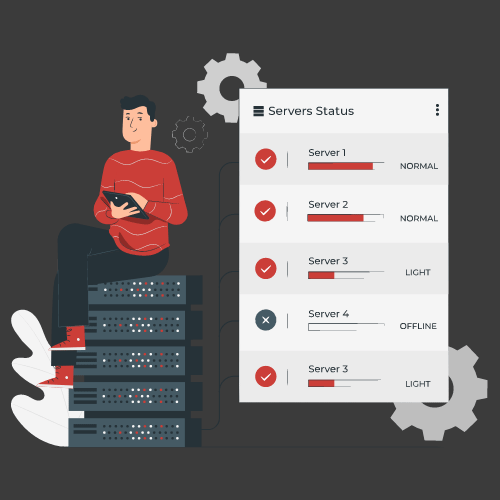 Servers Status
Server 1
NORMAL
Server 2
NORMAL
Server 3
LIGHT
Server 4
OFFLINE
Server 3
LIGHT